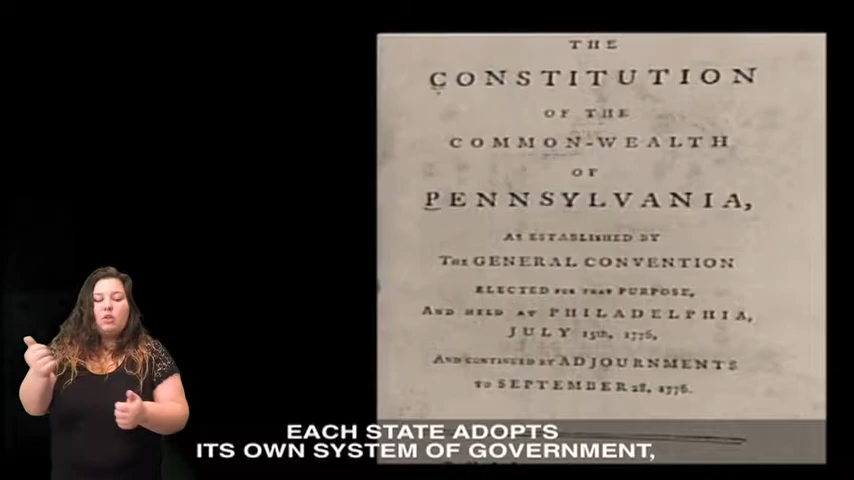 THE
CONSTITUTION
OF THE
COMMON-WEALTH
OF
PENNSYLVANIA,
AS ESTABLISHED BY
THE GENERAL CONVENTION
ELECTED FOR THAT PURPOSE,
AND HELD AT PHILADELPHIA,
JULY 15th, 1776,
AND CONTINUED BY ADJOURNMENTS
TO SEPTEMBER 28, 1776.
EACH STATE ADOPTS
ITS OWN SYSTEM OF GOVERNMENT,